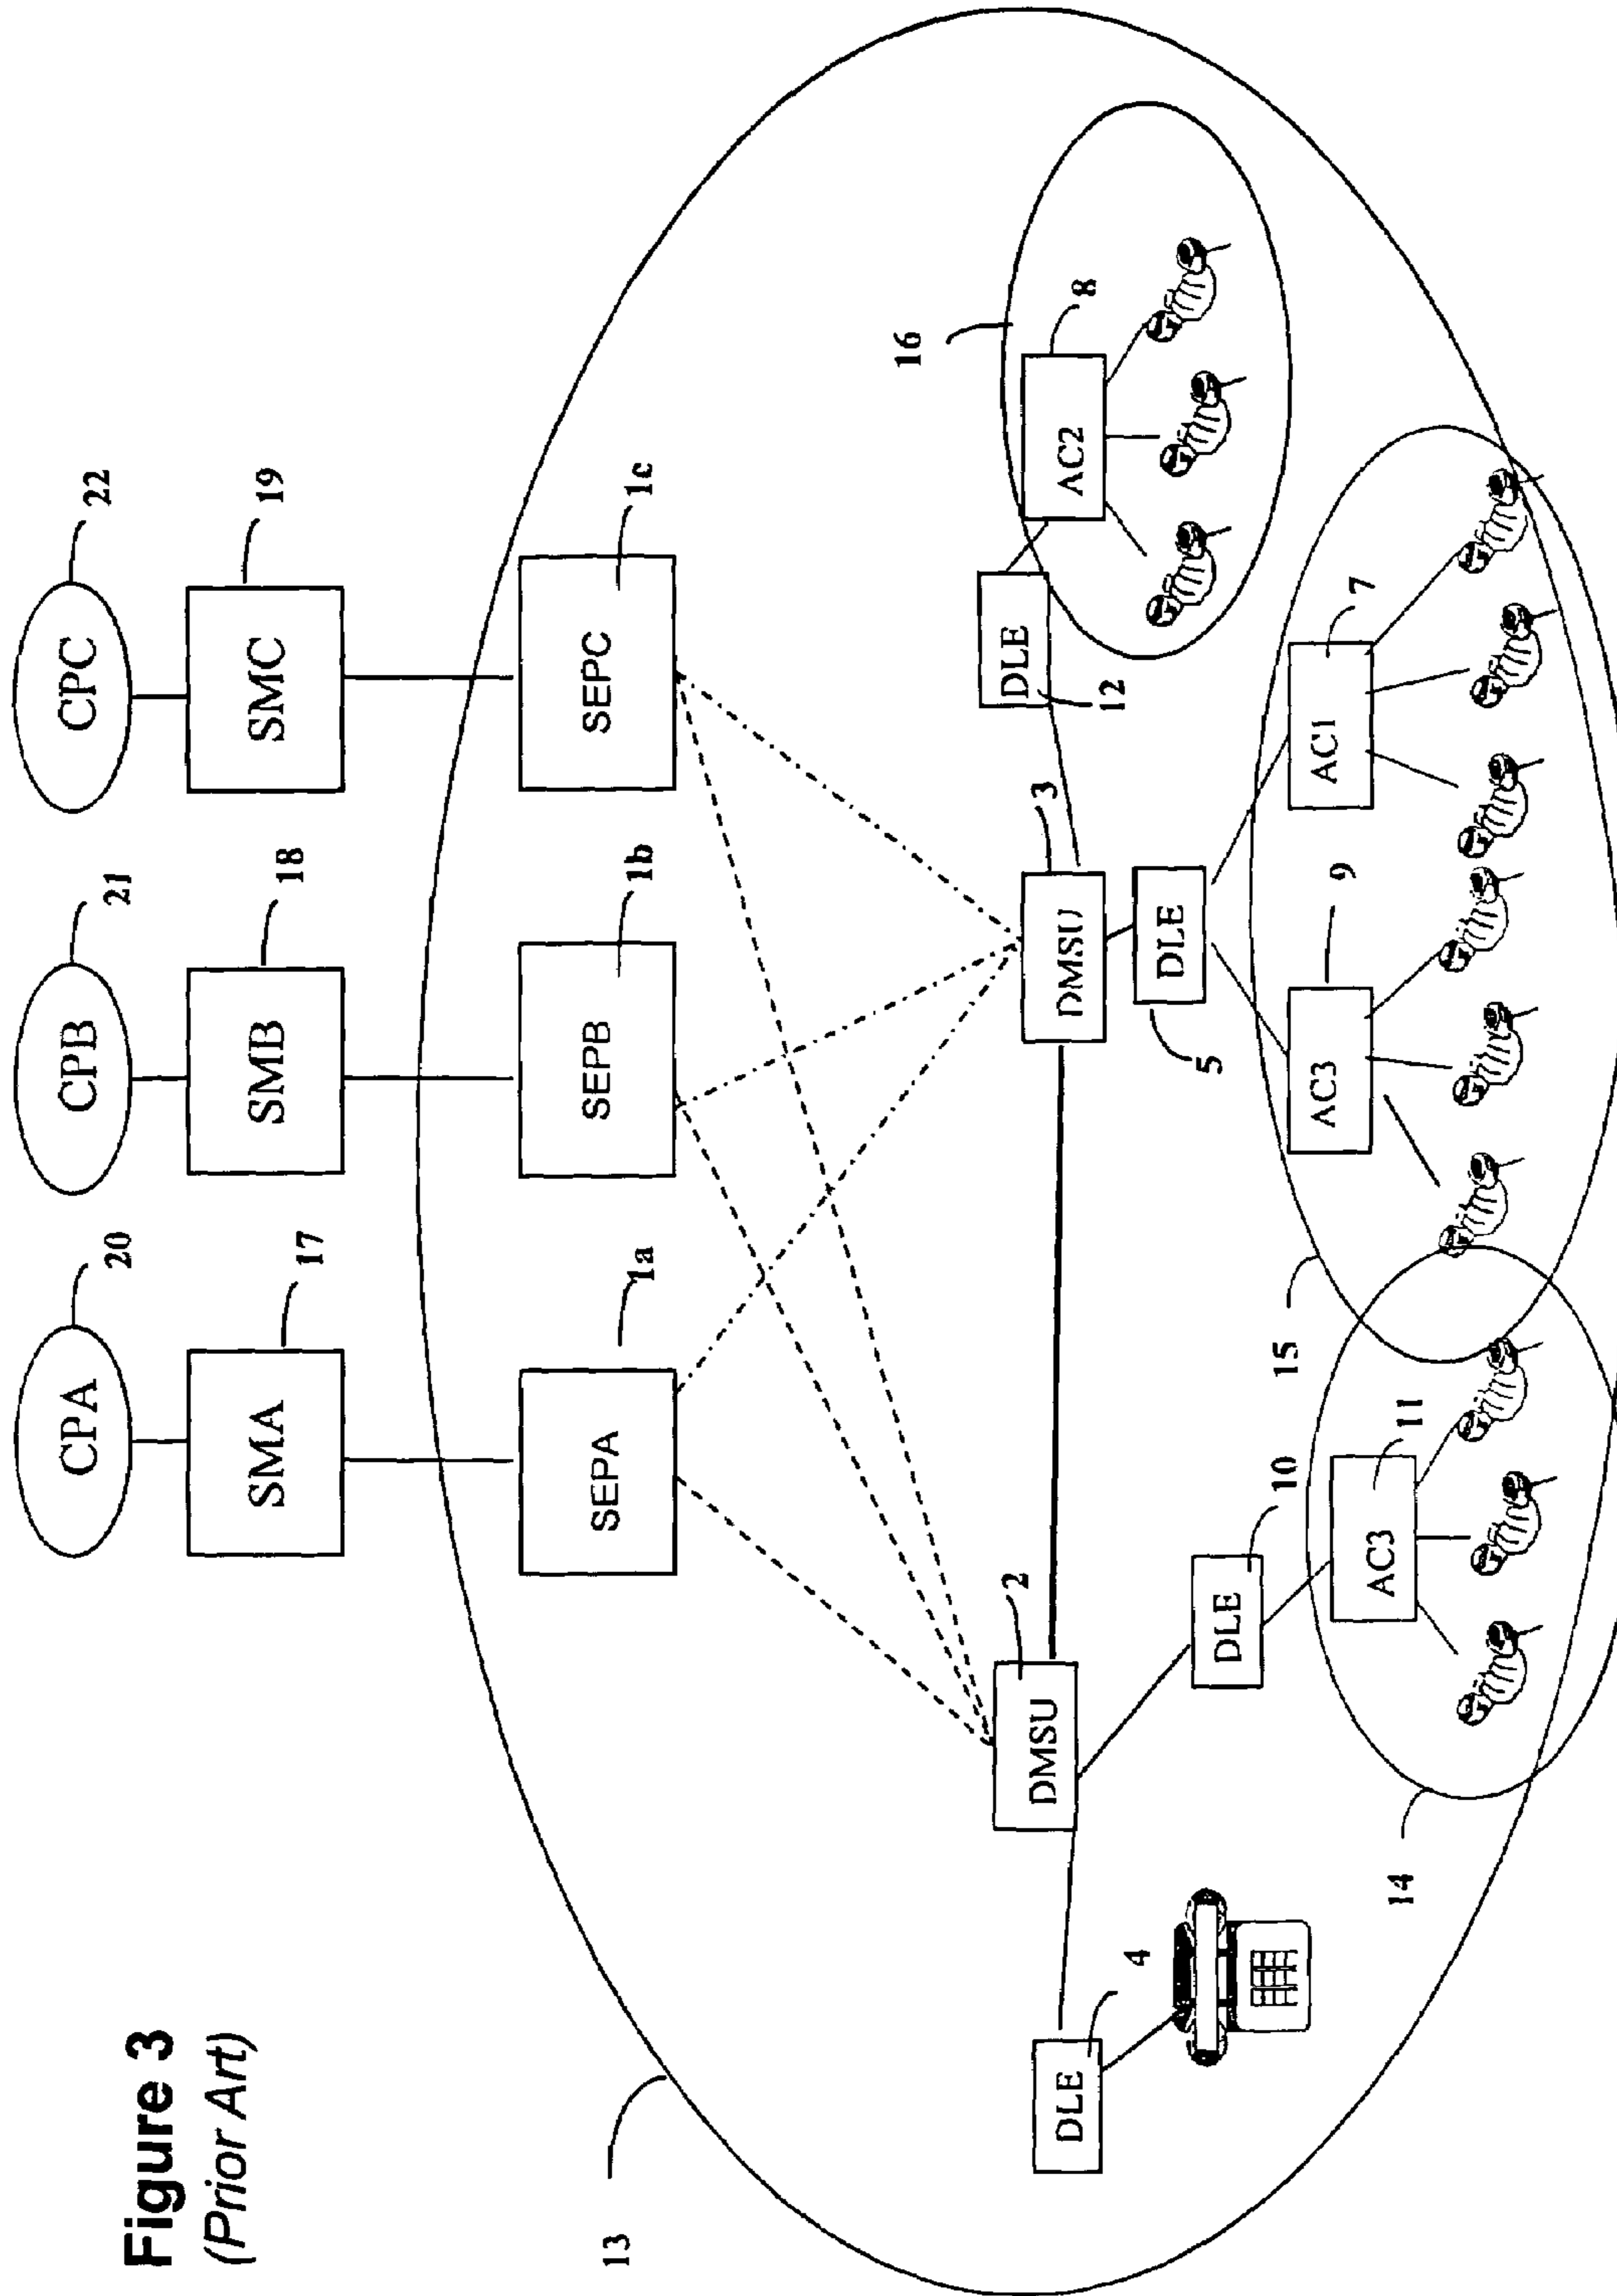 Figure 3
(Prior Art)
CPA
20
CPB
21
CPC
22
SMA
17
SMB
18
SMC
19
13
SEPA
1a
SEPB
1b
SEPC
1c
DMSU
2
DMSU
3
DLE
4
DLE
10
DLE
5
DLE
12
16
AC2
8
14
AC3
11
15
AC3
9
AC1
7